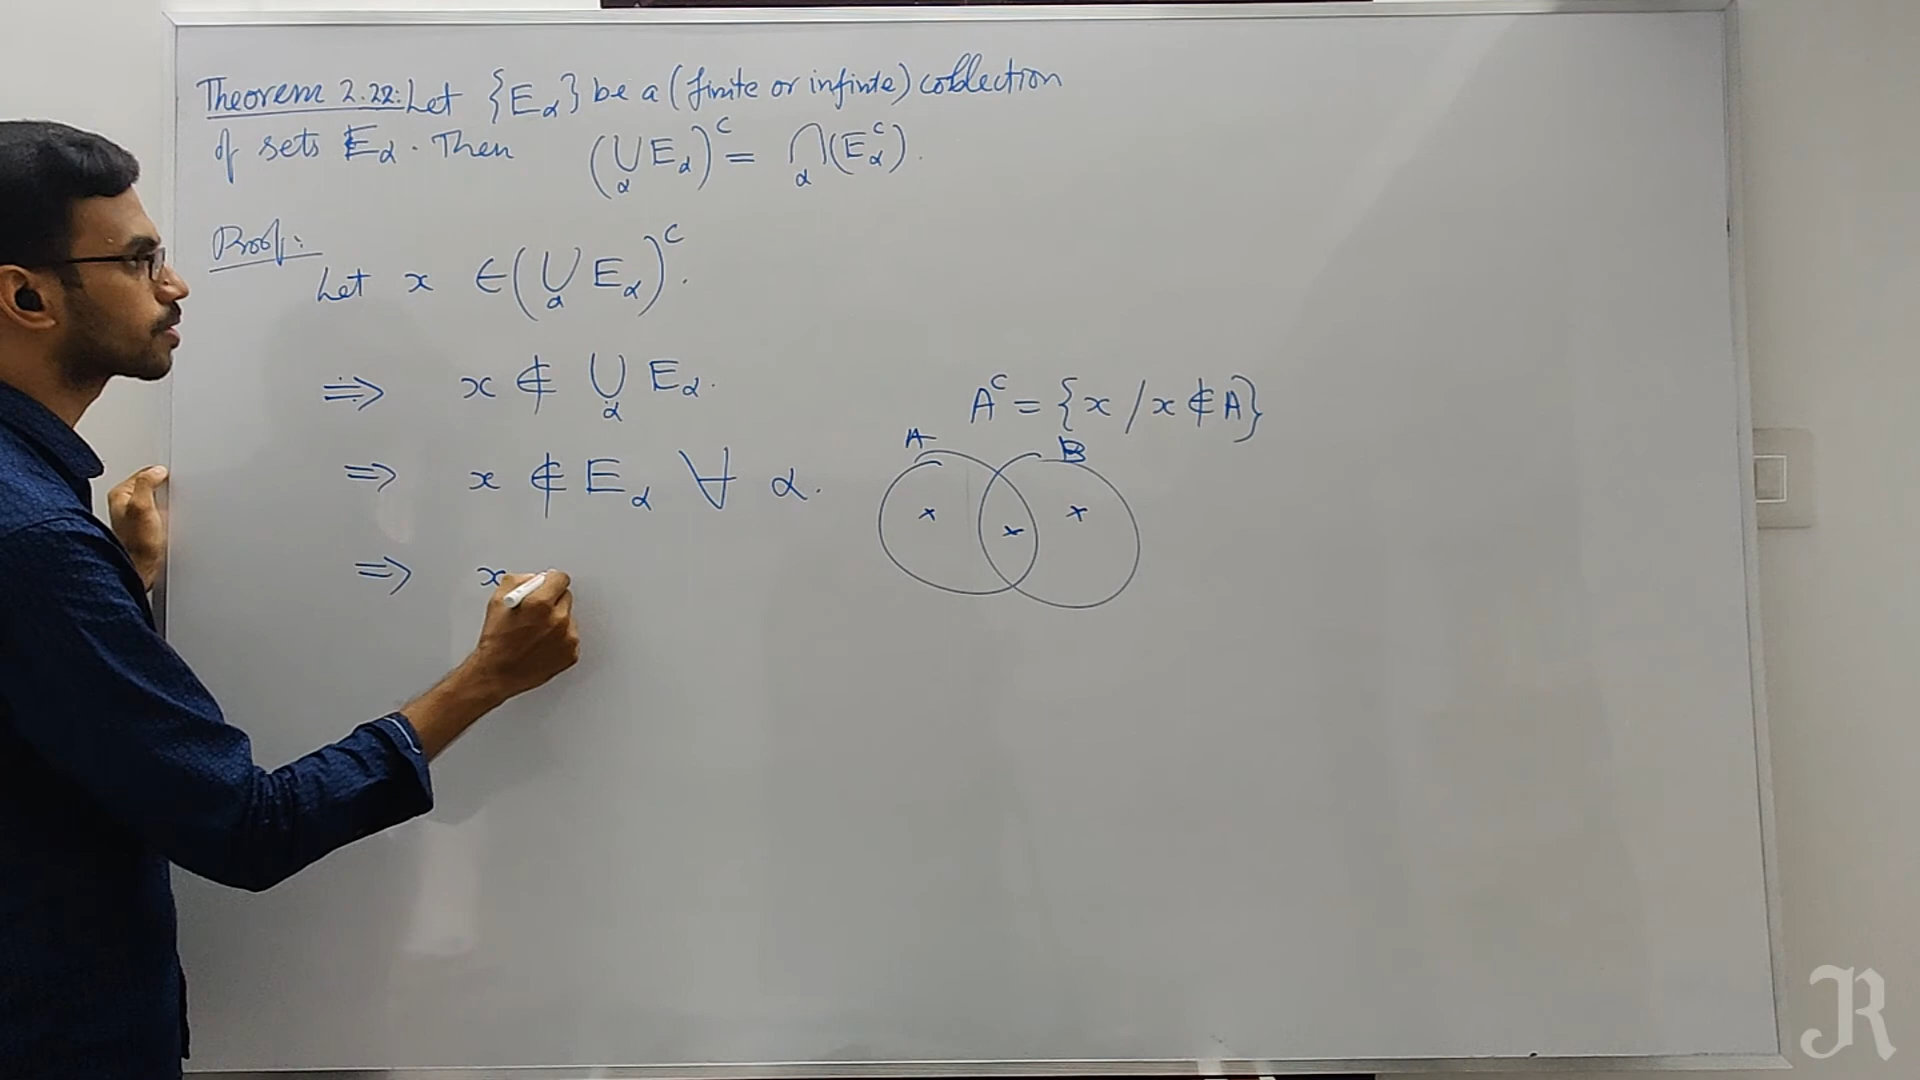 Theorem 2.22: Let {E_α} be a (finite or infinite) collection
of sets E_α. Then (⋃_α E_α)^c = ⋂_α (E_α^c).
Proof:
Let x ∈ (⋃_α E_α)^c.
⇒ x ∉ ⋃_α E_α.
⇒ x ∉ E_α ∀ α.
⇒ x
A^c = {x / x ∉ A}
A B
x x x
R